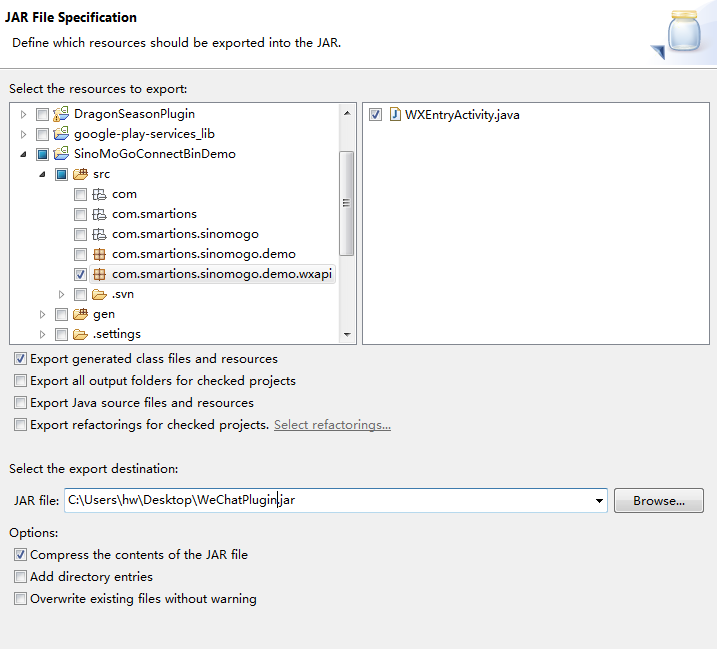 JAR File Specification
Define which resources should be exported into the JAR.
Select the resources to export:
DragonSeasonPlugin
google-play-services_lib
SinoMoGoConnectBinDemo
src
com
com.smartions
com.smartions.sinomogo
com.smartions.sinomogo.demo
com.smartions.sinomogo.demo.wxapi
.svn
gen
.settings
WXEntryActivity.java
Export generated class files and resources
Export all output folders for checked projects
Export Java source files and resources
Export refactorings for checked projects. Select refactorings...
Select the export destination:
JAR file: C:\Users\hw\Desktop\WeChatPlugin.jar Browse...
Options:
Compress the contents of the JAR file
Add directory entries
Overwrite existing files without warning